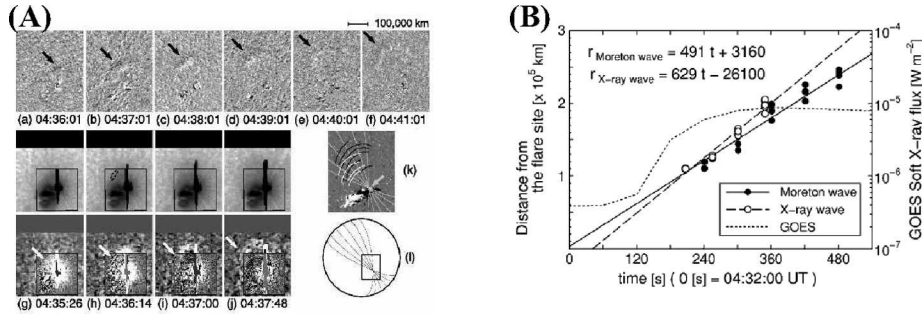 (A)
100,000 km
(a) 04:36:01 (b) 04:37:01 (c) 04:38:01 (d) 04:39:01 (e) 04:40:01 (f) 04:41:01
(k)
(l)
(g) 04:35:26 (h) 04:36:14 (i) 04:37:00 (j) 04:37:48
(B)
r Moreton wave = 491 t + 3160
r X-ray wave = 629 t − 26100
Distance from
the flare site [x 10⁵ km]
3
2
1
0
10⁻⁴
10⁻⁵
10⁻⁶
10⁻⁷
GOES Soft X-ray flux [W m⁻²]
Moreton wave
X-ray wave
GOES
0 120 240 360 480
time [s] ( 0 [s] = 04:32:00 UT )